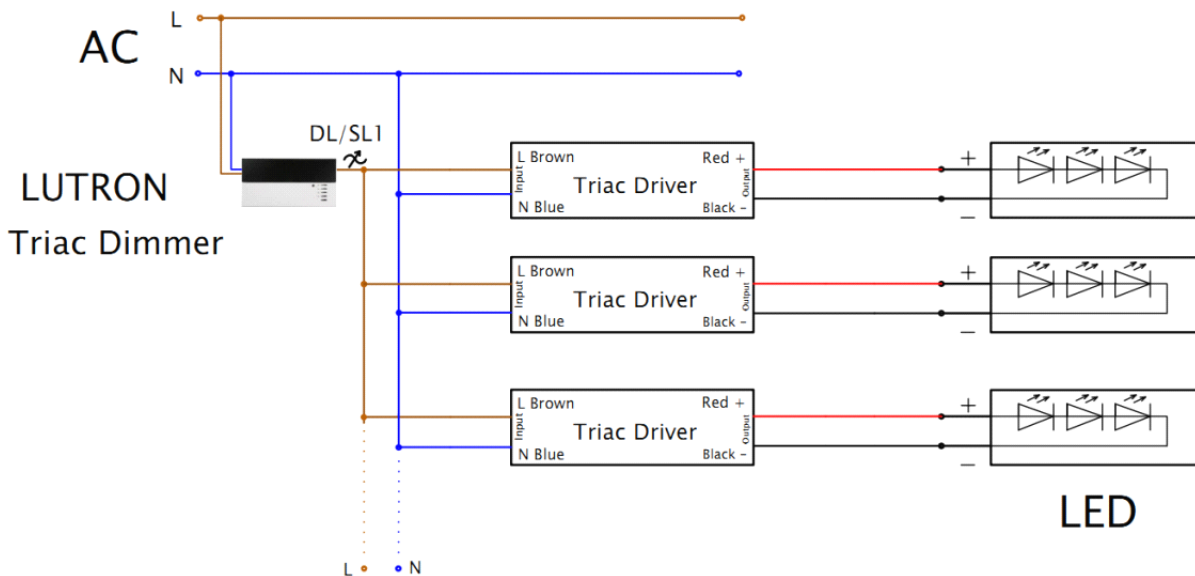 L
AC
N
DL/SL1
LUTRON
Triac Dimmer
L Brown
Red +
Input
Triac Driver
Output
N Blue
Black -
+
-
L Brown
Red +
Input
Triac Driver
Output
N Blue
Black -
+
-
L Brown
Red +
Input
Triac Driver
Output
N Blue
Black -
+
-
LED
L
N